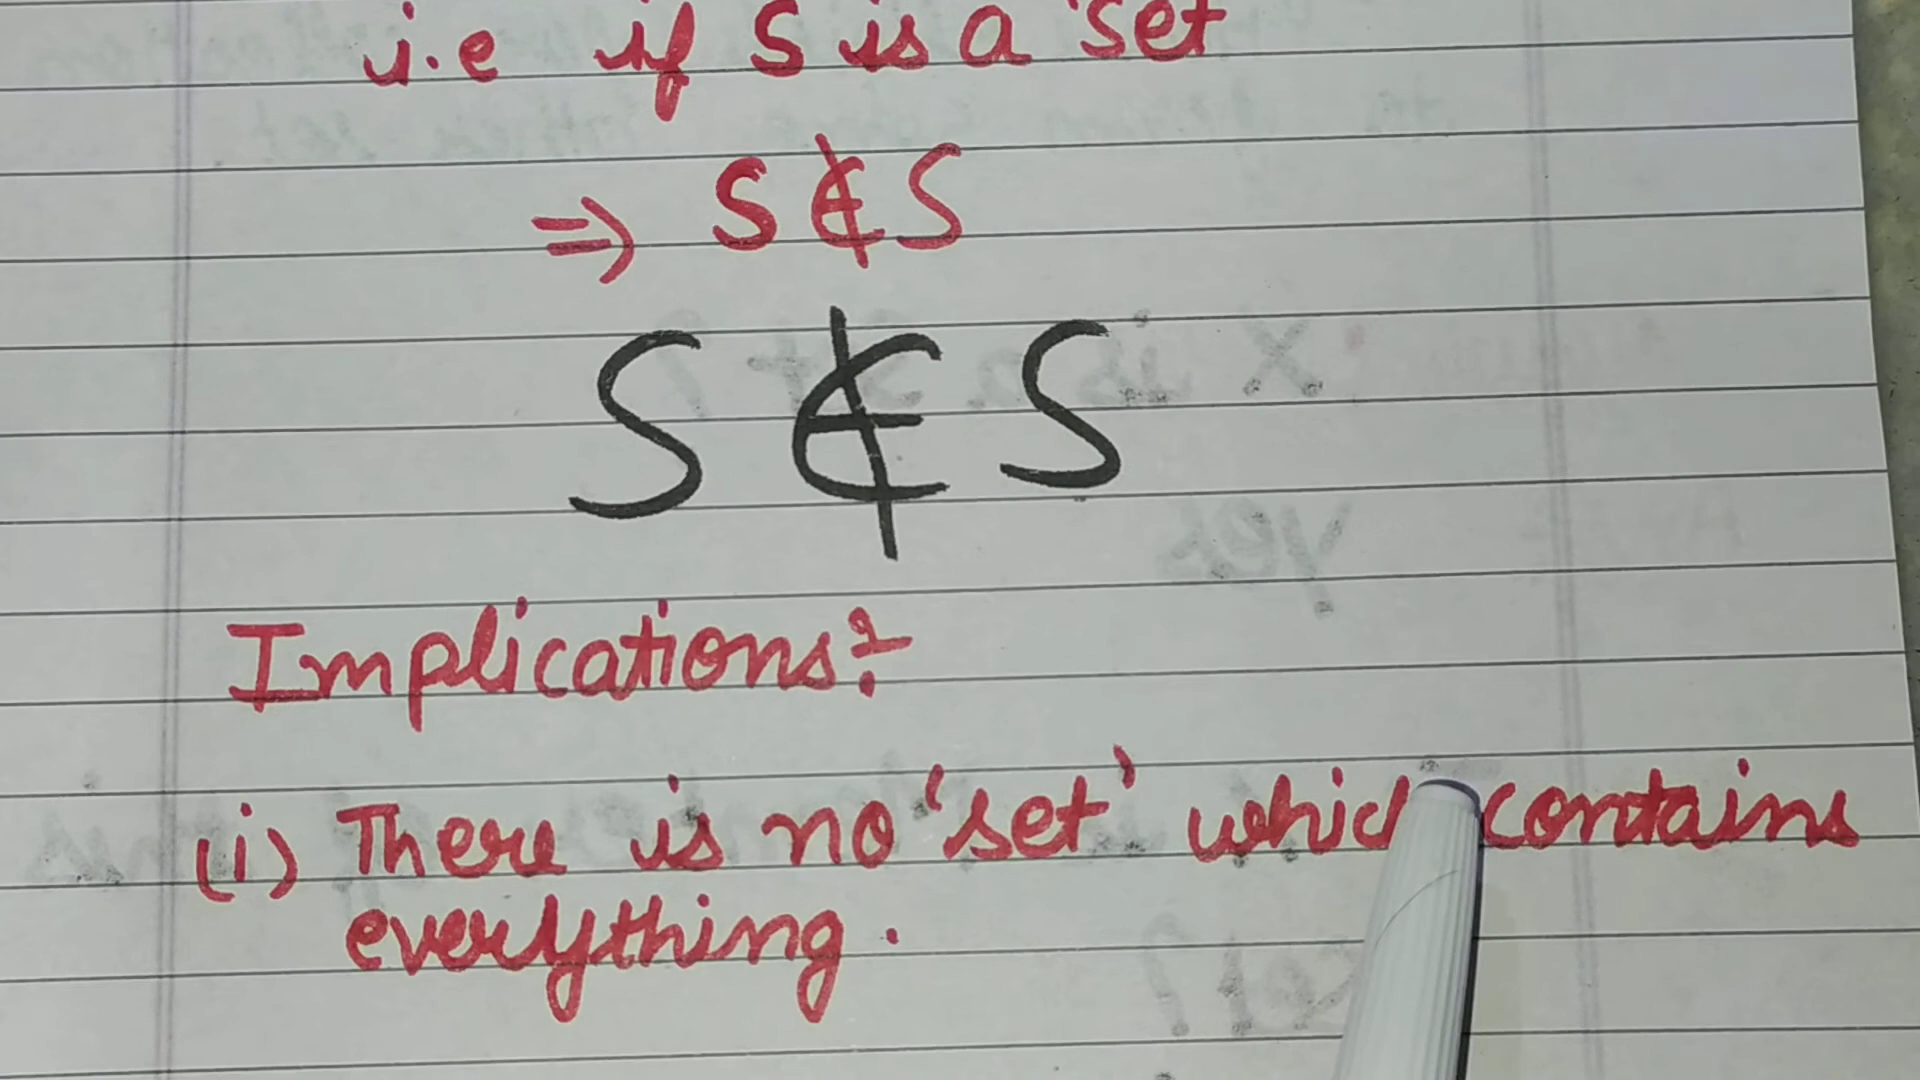 i.e if S is a 'set
⇒ S ∉ S
S ∉ S
Implications?
(i) There is no 'set' which contains
everything.